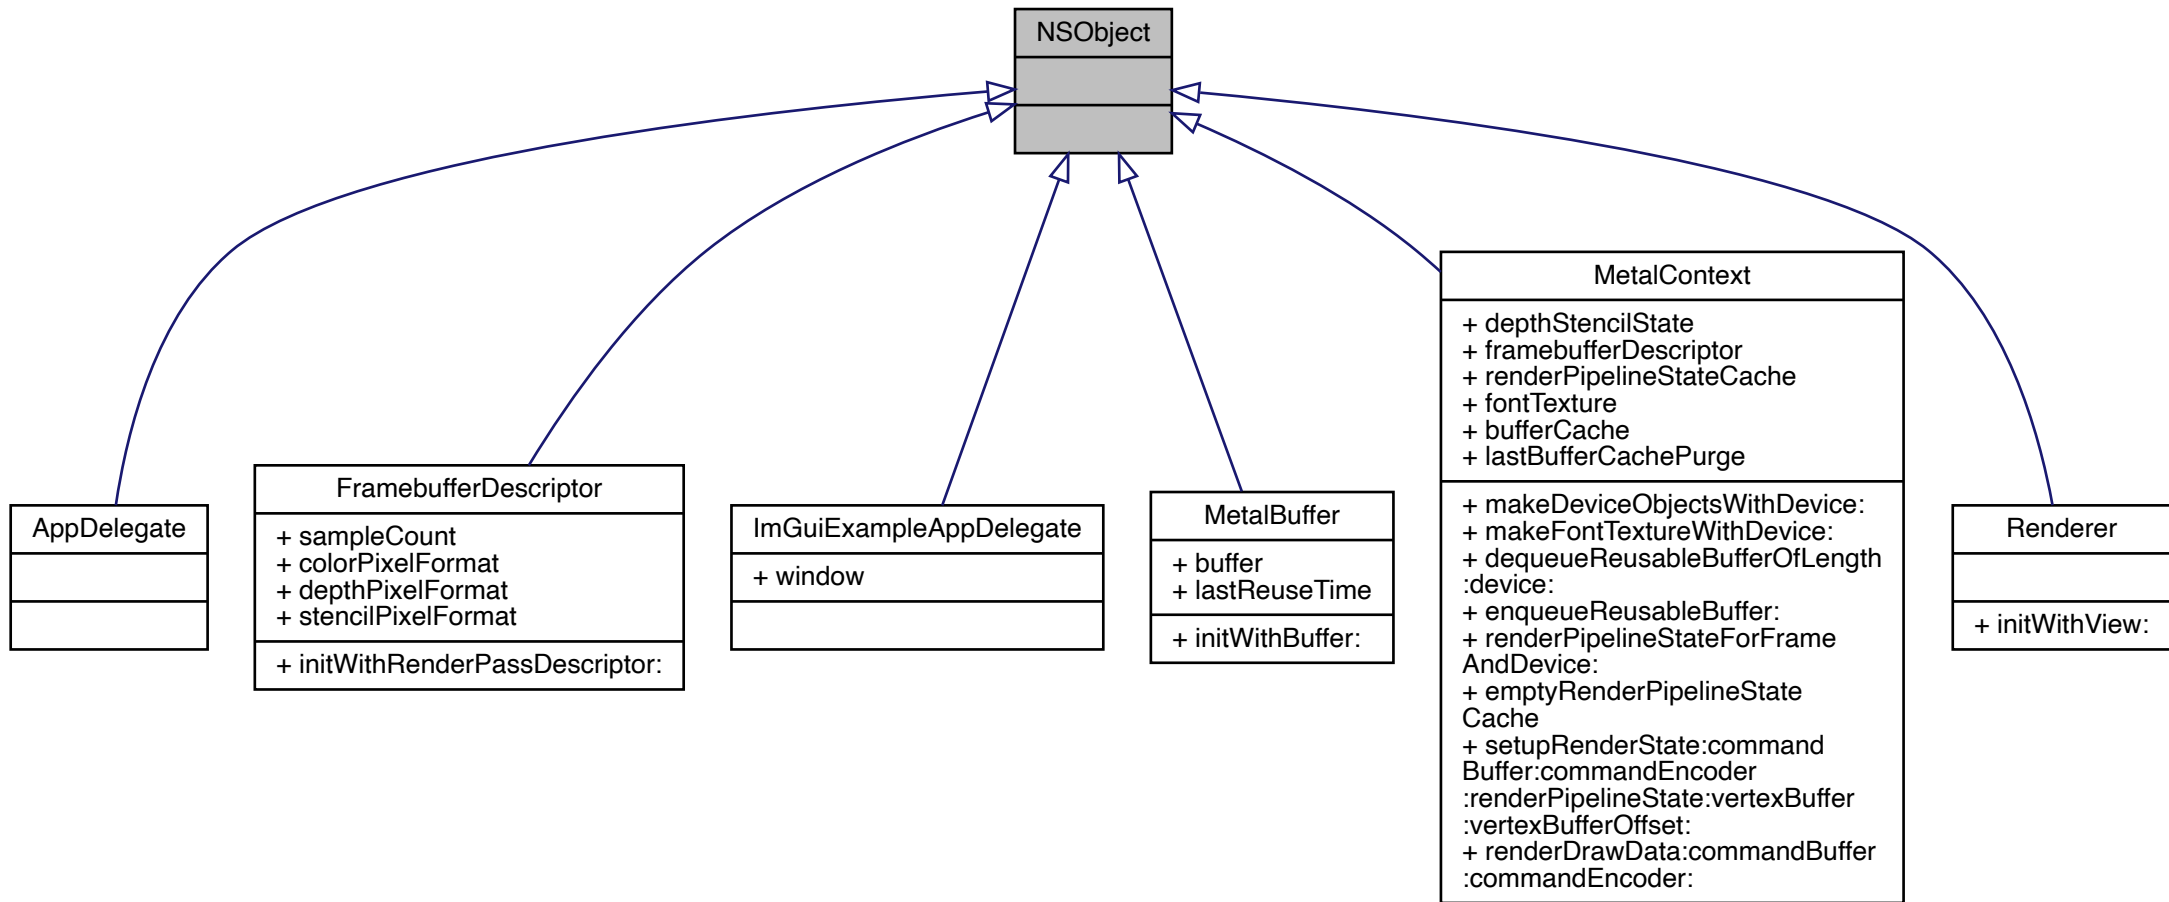 NSObject
AppDelegate
FramebufferDescriptor
+ sampleCount
+ colorPixelFormat
+ depthPixelFormat
+ stencilPixelFormat
+ initWithRenderPassDescriptor:
ImGuiExampleAppDelegate
+ window
MetalBuffer
+ buffer
+ lastReuseTime
+ initWithBuffer:
MetalContext
+ depthStencilState
+ framebufferDescriptor
+ renderPipelineStateCache
+ fontTexture
+ bufferCache
+ lastBufferCachePurge
+ makeDeviceObjectsWithDevice:
+ makeFontTextureWithDevice:
+ dequeueReusableBufferOfLength
:device:
+ enqueueReusableBuffer:
+ renderPipelineStateForFrame
AndDevice:
+ emptyRenderPipelineState
Cache
+ setupRenderState:command
Buffer:commandEncoder
:renderPipelineState:vertexBuffer
:vertexBufferOffset:
+ renderDrawData:commandBuffer
:commandEncoder:
Renderer
+ initWithView: